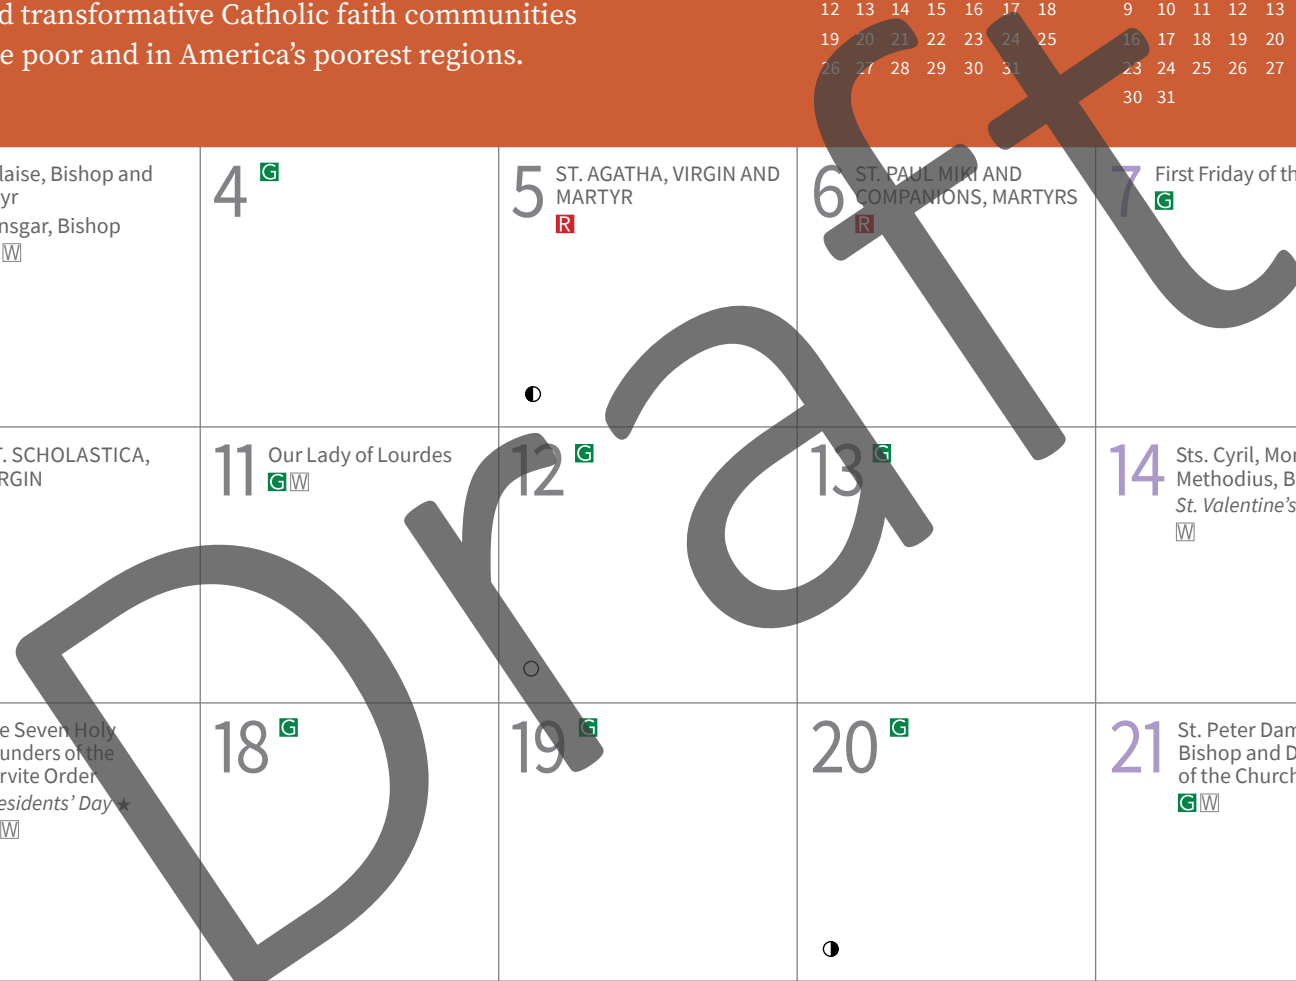 d transformative Catholic faith communities
e poor and in America’s poorest regions.
12 13 14 15 16 17 18
19 20 21 22 23 24 25
26 27 28 29 30 31
9 10 11 12 13
16 17 18 19 20
23 24 25 26 27
30 31
laise, Bishop and
yr
nsgar, Bishop
W
4 G
5 ST. AGATHA, VIRGIN AND
MARTYR
R
6 ST. PAUL MIKI AND
COMPANIONS, MARTYRS
R
7 First Friday of th
G
T. SCHOLASTICA,
RGIN
11 Our Lady of Lourdes
G W
12 G
13 G
14 Sts. Cyril, Mon
Methodius, B
St. Valentine’s
W
e Seven Holy
unders of the
rvite Order
esidents’ Day ★
W
18 G
19 G
20 G
21 St. Peter Dam
Bishop and D
of the Church
G W
Draft